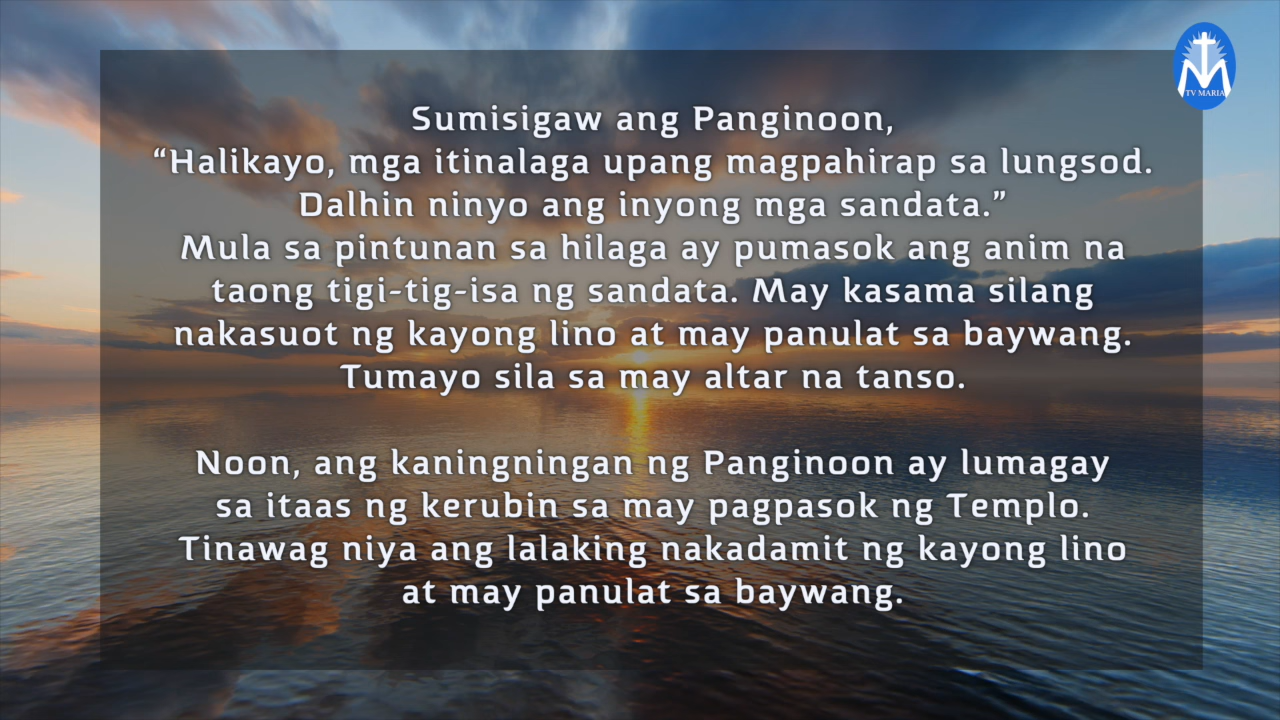 TV MARIA
Sumisigaw ang Panginoon,
“Halikayo, mga itinalaga upang magpahirap sa lungsod.
Dalhin ninyo ang inyong mga sandata.”
Mula sa pintunan sa hilaga ay pumasok ang anim na
taong tigi-tig-isa ng sandata. May kasama silang
nakasuot ng kayong lino at may panulat sa baywang.
Tumayo sila sa may altar na tanso.
Noon, ang kaningningan ng Panginoon ay lumagay
sa itaas ng kerubin sa may pagpasok ng Templo.
Tinawag niya ang lalaking nakadamit ng kayong lino
at may panulat sa baywang.